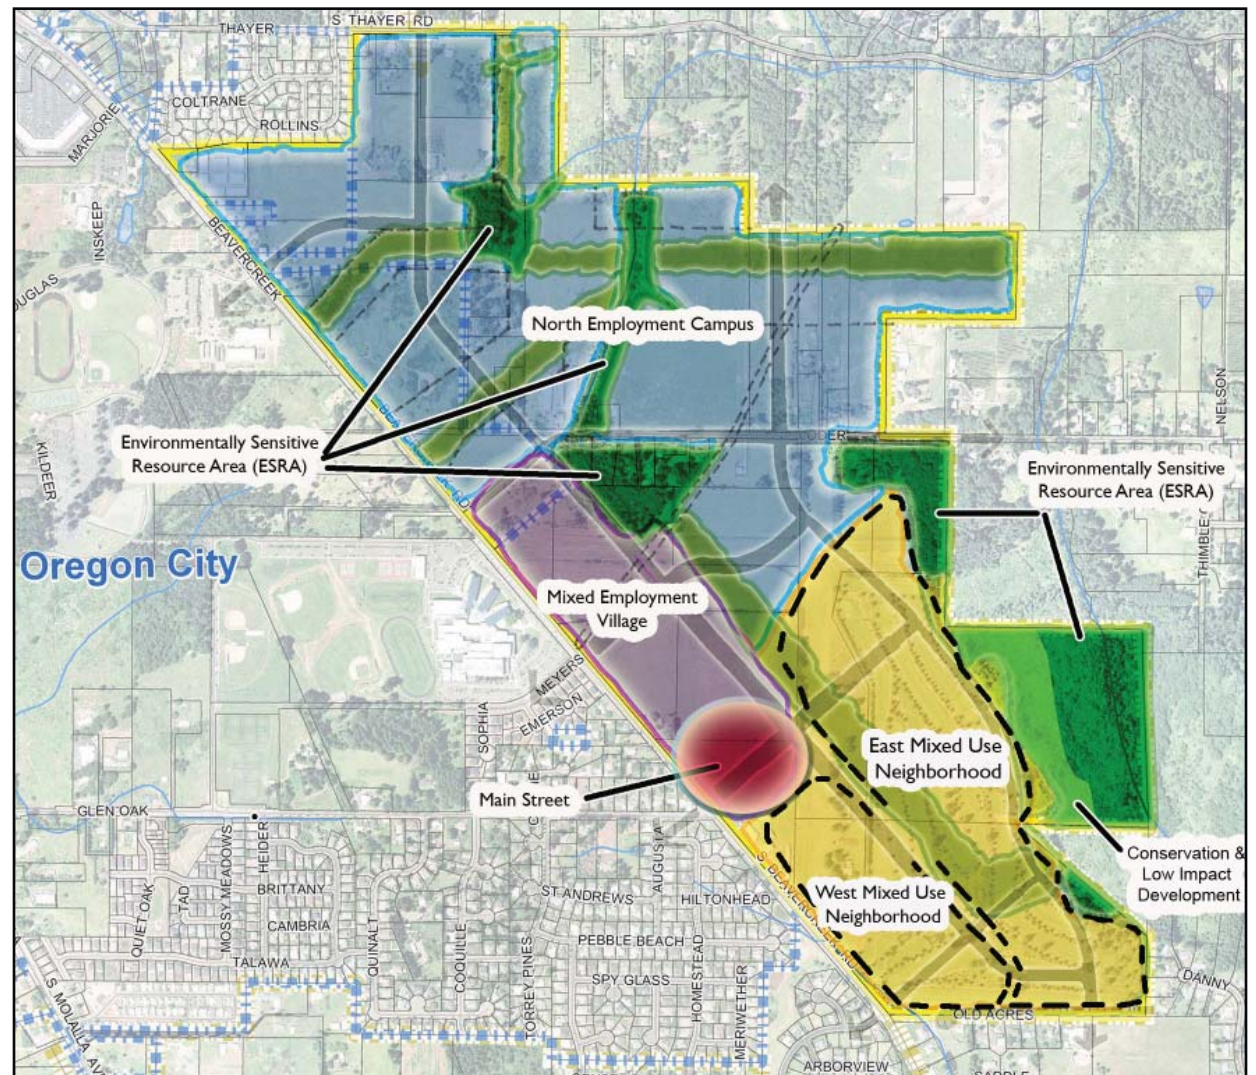 S THAYER RD
THAYER
COLTRANE
ROLLINS
MARJORIE
INSKEEP
BEAVERCREEK
North Employment Campus
NELSON
KILDEER
Environmentally Sensitive
Resource Area (ESRA)
Environmentally Sensitive
Resource Area (ESRA)
THIMBLE
Oregon City
Mixed Employment
Village
MEYERS
EMERSON
SOPHIA
East Mixed Use
Neighborhood
Main Street
GLEN OAK
Conservation &
Low Impact
Development
West Mixed Use
Neighborhood
S BEAVERCREEK RD
HEIDER
MOSSY MEADOWS
TAD
QUIET OAK
BRITTANY
CAMBRIA
TALAWA
QUINALT
COQUILLE
ST ANDREWS
AUGUSTA
HILTONHEAD
PEBBLE BEACH
SPY GLASS
TORREY PINES
HOMESTEAD
MERIWETHER
DANNY
OLD ACRES
S MOLALLA AV
ARBORVIEW